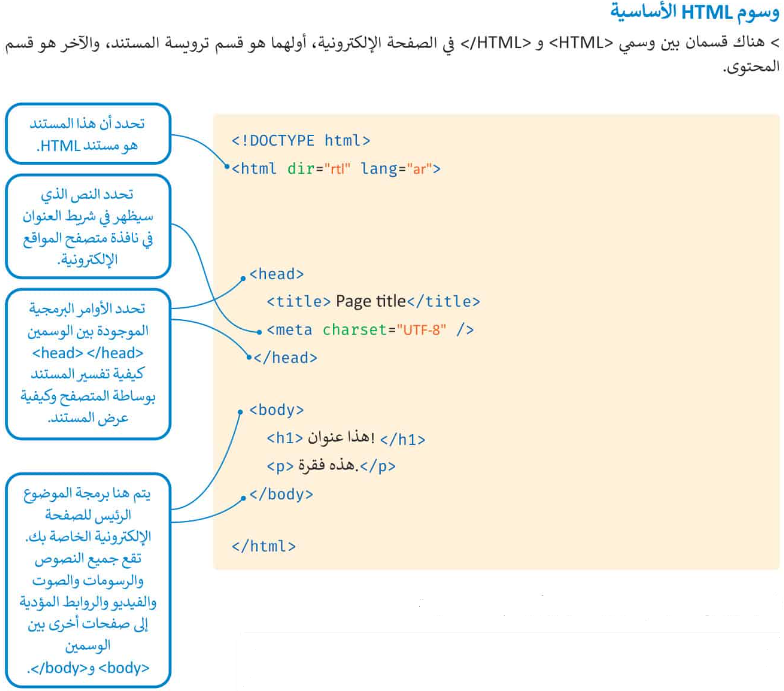 وسوم HTML الأساسية
> هناك قسمان بين وسمي <HTML> و </HTML> في الصفحة الإلكترونية، أولهما هو قسم ترويسة المستند، والآخر هو قسم
المحتوى.
تحدد أن هذا المستند
هو مستند HTML.
تحدد النص الذي
سيظهر في شريط العنوان
في نافذة متصفح المواقع
الإلكترونية.
تحدد الأوامر البرمجية
الموجودة بين الوسمين
<head> </head>
كيفية تفسير المستند
بوساطة المتصفح وكيفية
عرض المستند.
يتم هنا برمجة الموضوع
الرئيس للصفحة
الإلكترونية الخاصة بك.
تقع جميع النصوص
والرسومات والصوت
والفيديو والروابط المؤدية
إلى صفحات أخرى بين
الوسمين
<body> و</body>.
<!DOCTYPE html>
<html dir="rtl" lang="ar">
<head>
<title> Page title</title>
<meta charset="UTF-8" />
</head>
<body>
<h1> هذا عنوان! </h1>
<p> هذه فقرة.</p>
</body>
</html>